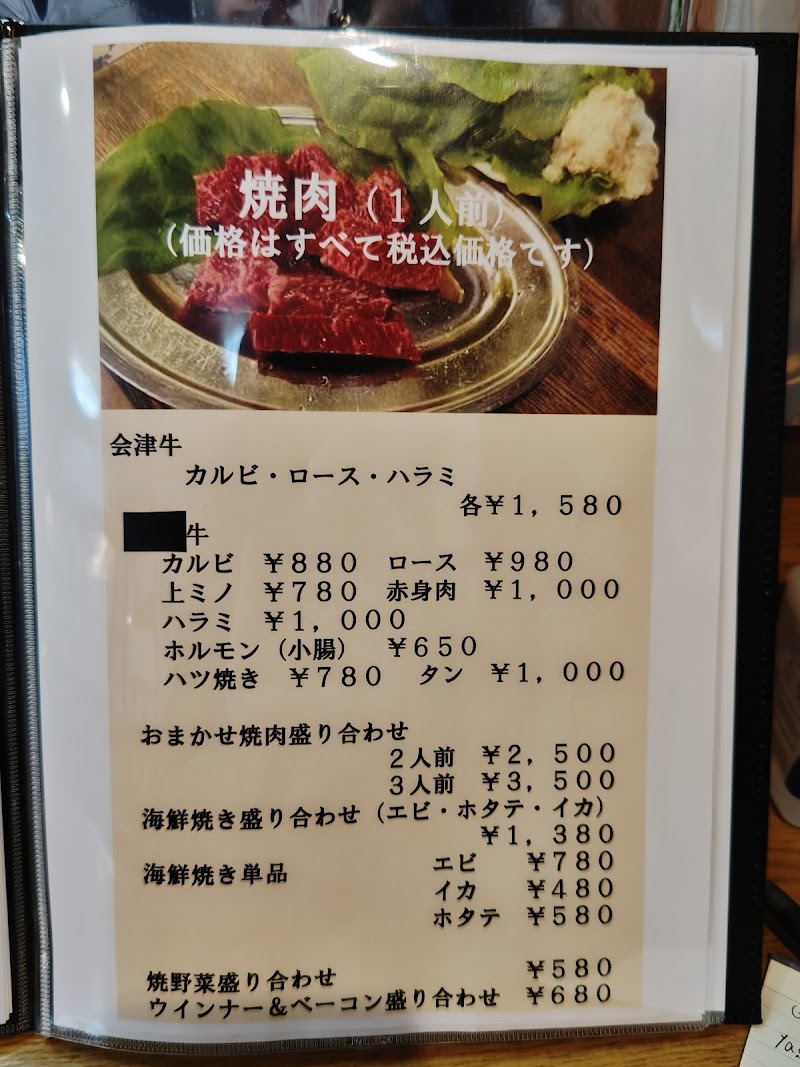 焼肉（１人前）
（価格はすべて税込価格です）
会津牛
カルビ・ロース・ハラミ
各￥１，５８０
牛
カルビ　￥８８０　ロース　￥９８０
上ミノ　￥７８０　赤身肉　￥１，０００
ハラミ　￥１，０００
ホルモン（小腸）　￥６５０
ハツ焼き　￥７８０　タン　￥１，０００
おまかせ焼肉盛り合わせ
２人前　￥２，５００
３人前　￥３，５００
海鮮焼き盛り合わせ（エビ・ホタテ・イカ）
￥１，３８０
海鮮焼き単品　エビ　￥７８０
イカ　￥４８０
ホタテ　￥５８０
焼野菜盛り合わせ　￥５８０
ウインナー＆ベーコン盛り合わせ　￥６８０